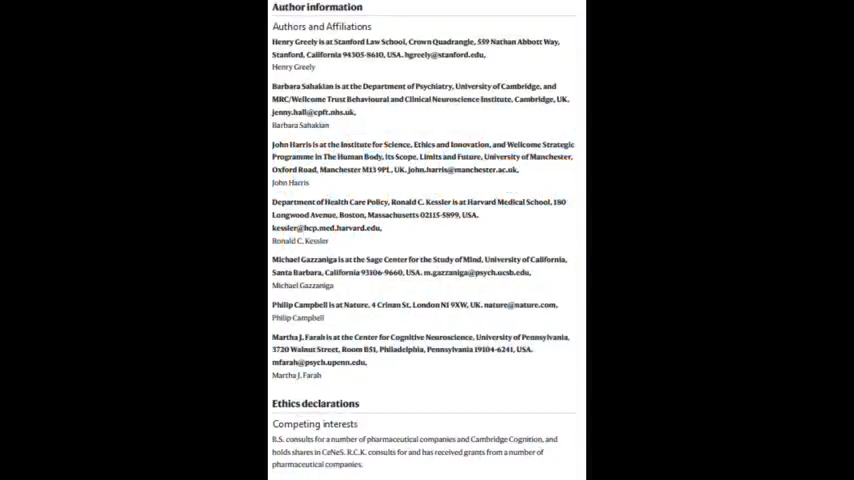 Author information
Authors and Affiliations
Henry Greely is at Stanford Law School, Crown Quadrangle, 559 Nathan Abbott Way,
Stanford, California 94305-8610, USA. hgreely@stanford.edu,
Henry Greely
Barbara Sahakian is at the Department of Psychiatry, University of Cambridge, and
MRC/Wellcome Trust Behavioural and Clinical Neuroscience Institute, Cambridge, UK.
jenny.hall@cpft.nhs.uk,
Barbara Sahakian
John Harris is at the Institute for Science, Ethics and Innovation, and Wellcome Strategic
Programme in The Human Body, its Scope, Limits and Future, University of Manchester,
Oxford Road, Manchester M13 9PL, UK. john.harris@manchester.ac.uk,
John Harris
Department of Health Care Policy, Ronald C. Kessler is at Harvard Medical School, 180
Longwood Avenue, Boston, Massachusetts 02115-5899, USA.
kessler@hcp.med.harvard.edu,
Ronald C. Kessler
Michael Gazzaniga is at the Sage Center for the Study of Mind, University of California,
Santa Barbara, California 93106-9660, USA. m.gazzaniga@psych.ucsb.edu,
Michael Gazzaniga
Philip Campbell is at Nature, 4 Crinan St, London N1 9XW, UK. nature@nature.com,
Philip Campbell
Martha J. Farah is at the Center for Cognitive Neuroscience, University of Pennsylvania,
3720 Walnut Street, Room B51, Philadelphia, Pennsylvania 19104-6241, USA.
mfarah@psych.upenn.edu,
Martha J. Farah
Ethics declarations
Competing interests
B.S. consults for a number of pharmaceutical companies and Cambridge Cognition, and
holds shares in CeNeS. R.C.K. consults for and has received grants from a number of
pharmaceutical companies.